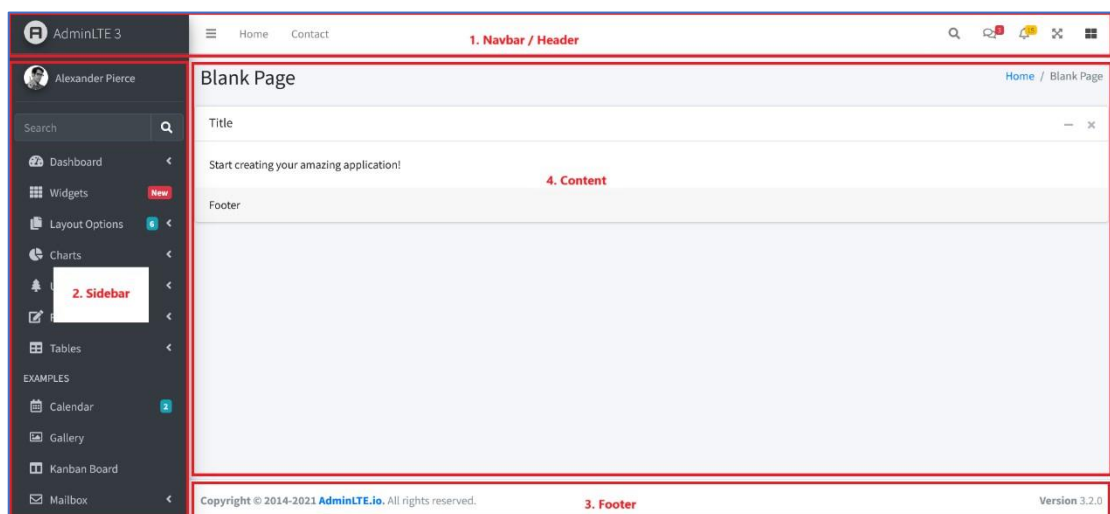 AdminLTE 3
Home Contact
1. Navbar / Header
3
15
Alexander Pierce
Search
Dashboard
Widgets New
Layout Options 6
Charts
U
2. Sidebar
Tables
EXAMPLES
Calendar 2
Gallery
Kanban Board
Mailbox
Blank Page
Home / Blank Page
Title
Start creating your amazing application!
4. Content
Footer
Copyright © 2014-2021 AdminLTE.io. All rights reserved.
3. Footer
Version 3.2.0